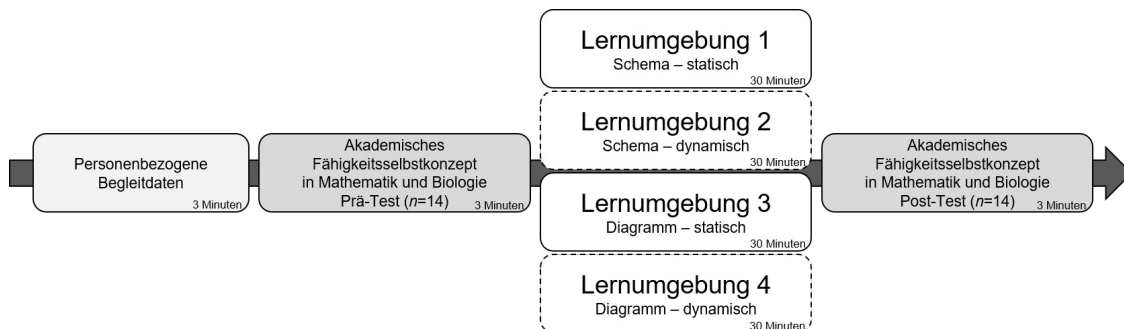 Personenbezogene
Begleitdaten
3 Minuten
Akademisches
Fähigkeitsselbstkonzept
in Mathematik und Biologie
Prä-Test (n=14)
3 Minuten
Lernumgebung 1
Schema – statisch
30 Minuten
Lernumgebung 2
Schema – dynamisch
30 Minuten
Lernumgebung 3
Diagramm – statisch
30 Minuten
Lernumgebung 4
Diagramm – dynamisch
30 Minuten
Akademisches
Fähigkeitsselbstkonzept
in Mathematik und Biologie
Post-Test (n=14)
3 Minuten